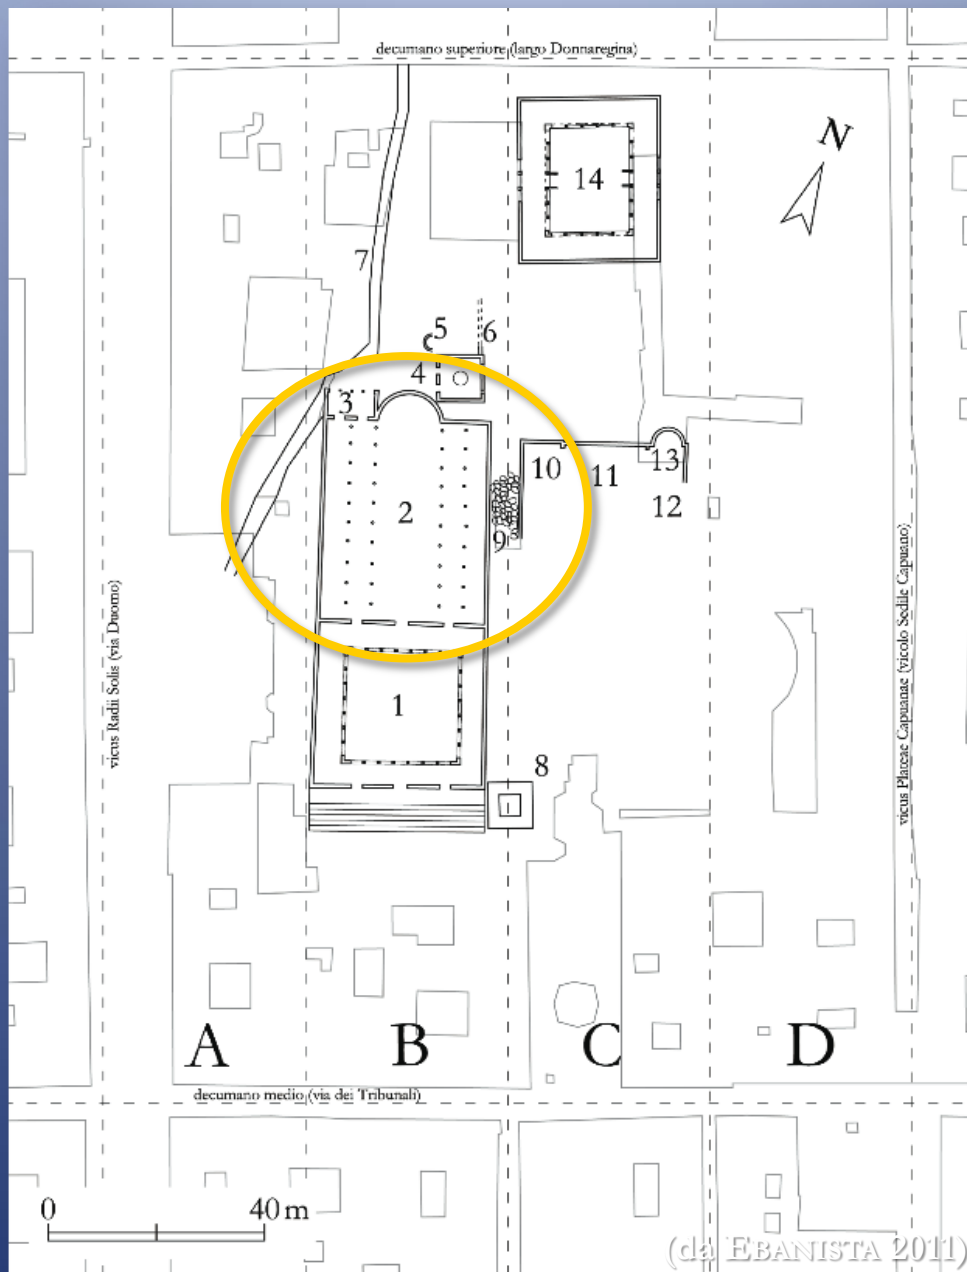 decumano superiore (largo Donnaregina)
N
14
7
5
6
4
3
10
13
11
2
12
9
vicus Radii Solis (via Duomo)
vicus Plateae Capuanae (vicolo Sedile Capuano)
1
8
A
B
C
D
decumano medio (via dei Tribunali)
0
40 m
(da EBANISTA 2011)